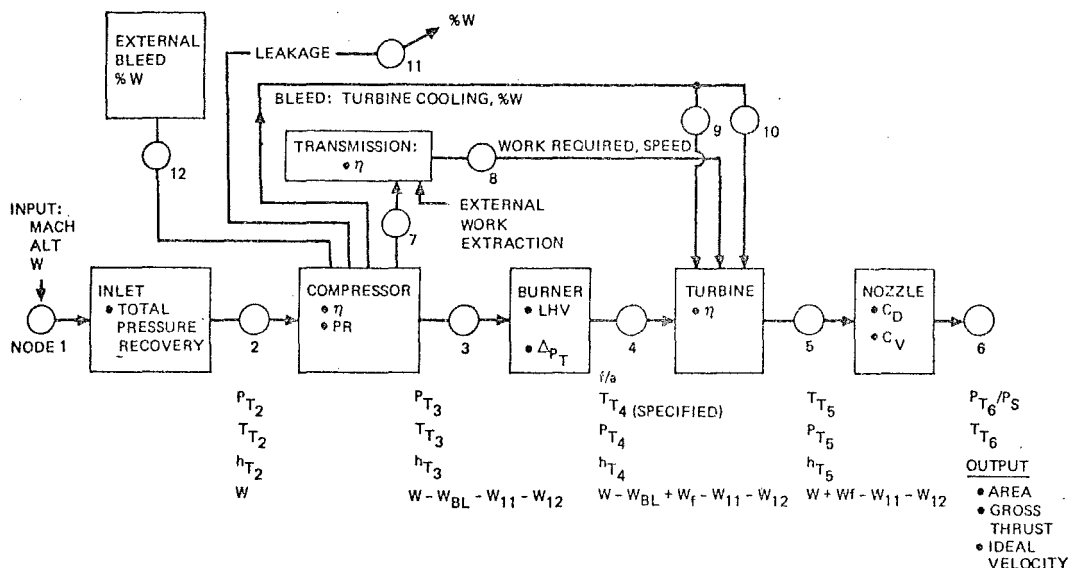 EXTERNAL
BLEED
%W
LEAKAGE
11
%W
BLEED: TURBINE COOLING, %W
9
10
TRANSMISSION:
• η
8
WORK REQUIRED, SPEED
12
7
EXTERNAL
WORK
EXTRACTION
INPUT:
MACH
ALT
W
NODE 1
INLET
• TOTAL
PRESSURE
RECOVERY
2
COMPRESSOR
• η
• PR
3
BURNER
• LHV
• ΔPT
4
TURBINE
• η
5
NOZZLE
• CD
• CV
6
PT2
TT2
hT2
W
PT3
TT3
hT3
W – WBL – W11 – W12
f/a
TT4 (SPECIFIED)
PT4
hT4
W – WBL + Wf – W11 – W12
TT5
PT5
hT5
W + Wf – W11 – W12
PT6/PS
TT6
OUTPUT
• AREA
• GROSS
THRUST
• IDEAL
VELOCITY